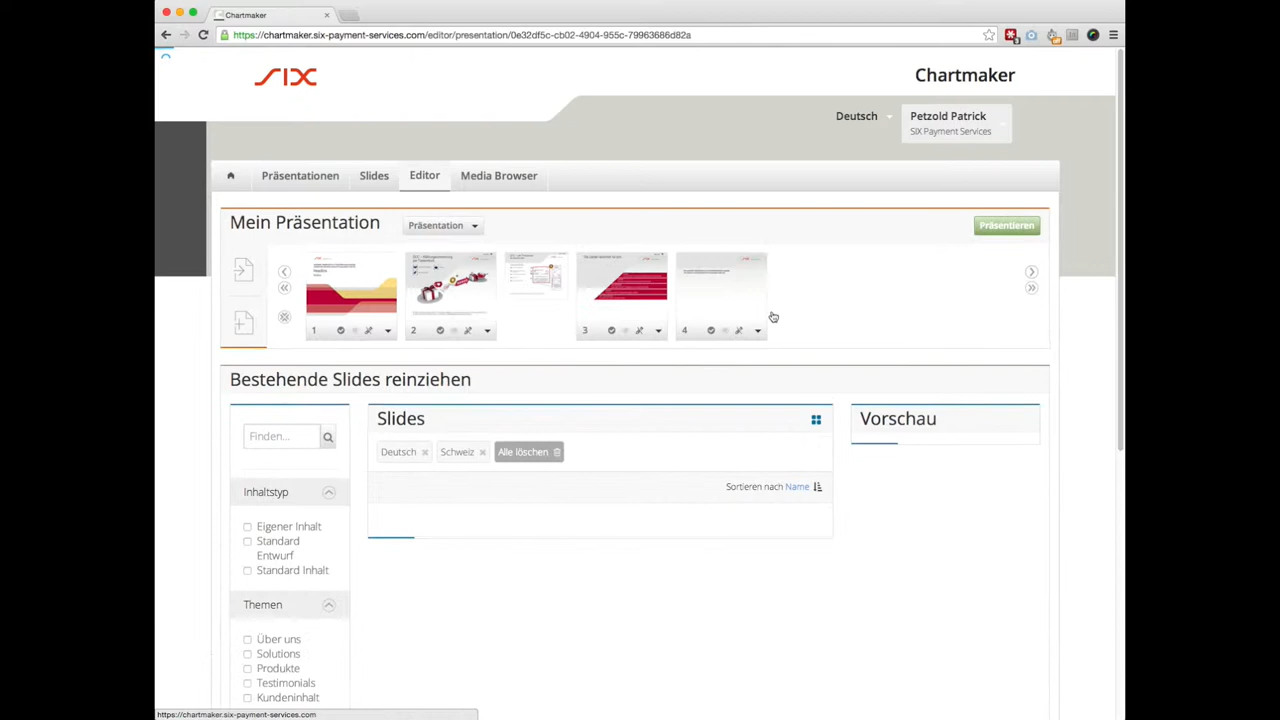 Chartmaker
https://chartmaker.six-payment-services.com/editor/presentation/0e32df5c-cb02-4904-955c-79963686d82a
SIX
Chartmaker
Deutsch
Petzold Patrick
SIX Payment Services
Präsentationen
Slides
Editor
Media Browser
Mein Präsentation
Präsentation
Präsentieren
1
2
3
4
Bestehende Slides reinziehen
Finden...
Inhaltstyp
Eigener Inhalt
Standard
Entwurf
Standard Inhalt
Themen
Über uns
Solutions
Produkte
Testimonials
Kundeninhalt
Slides
Deutsch
Schweiz
Alle löschen
Sortieren nach Name
Vorschau
https://chartmaker.six-payment-services.com